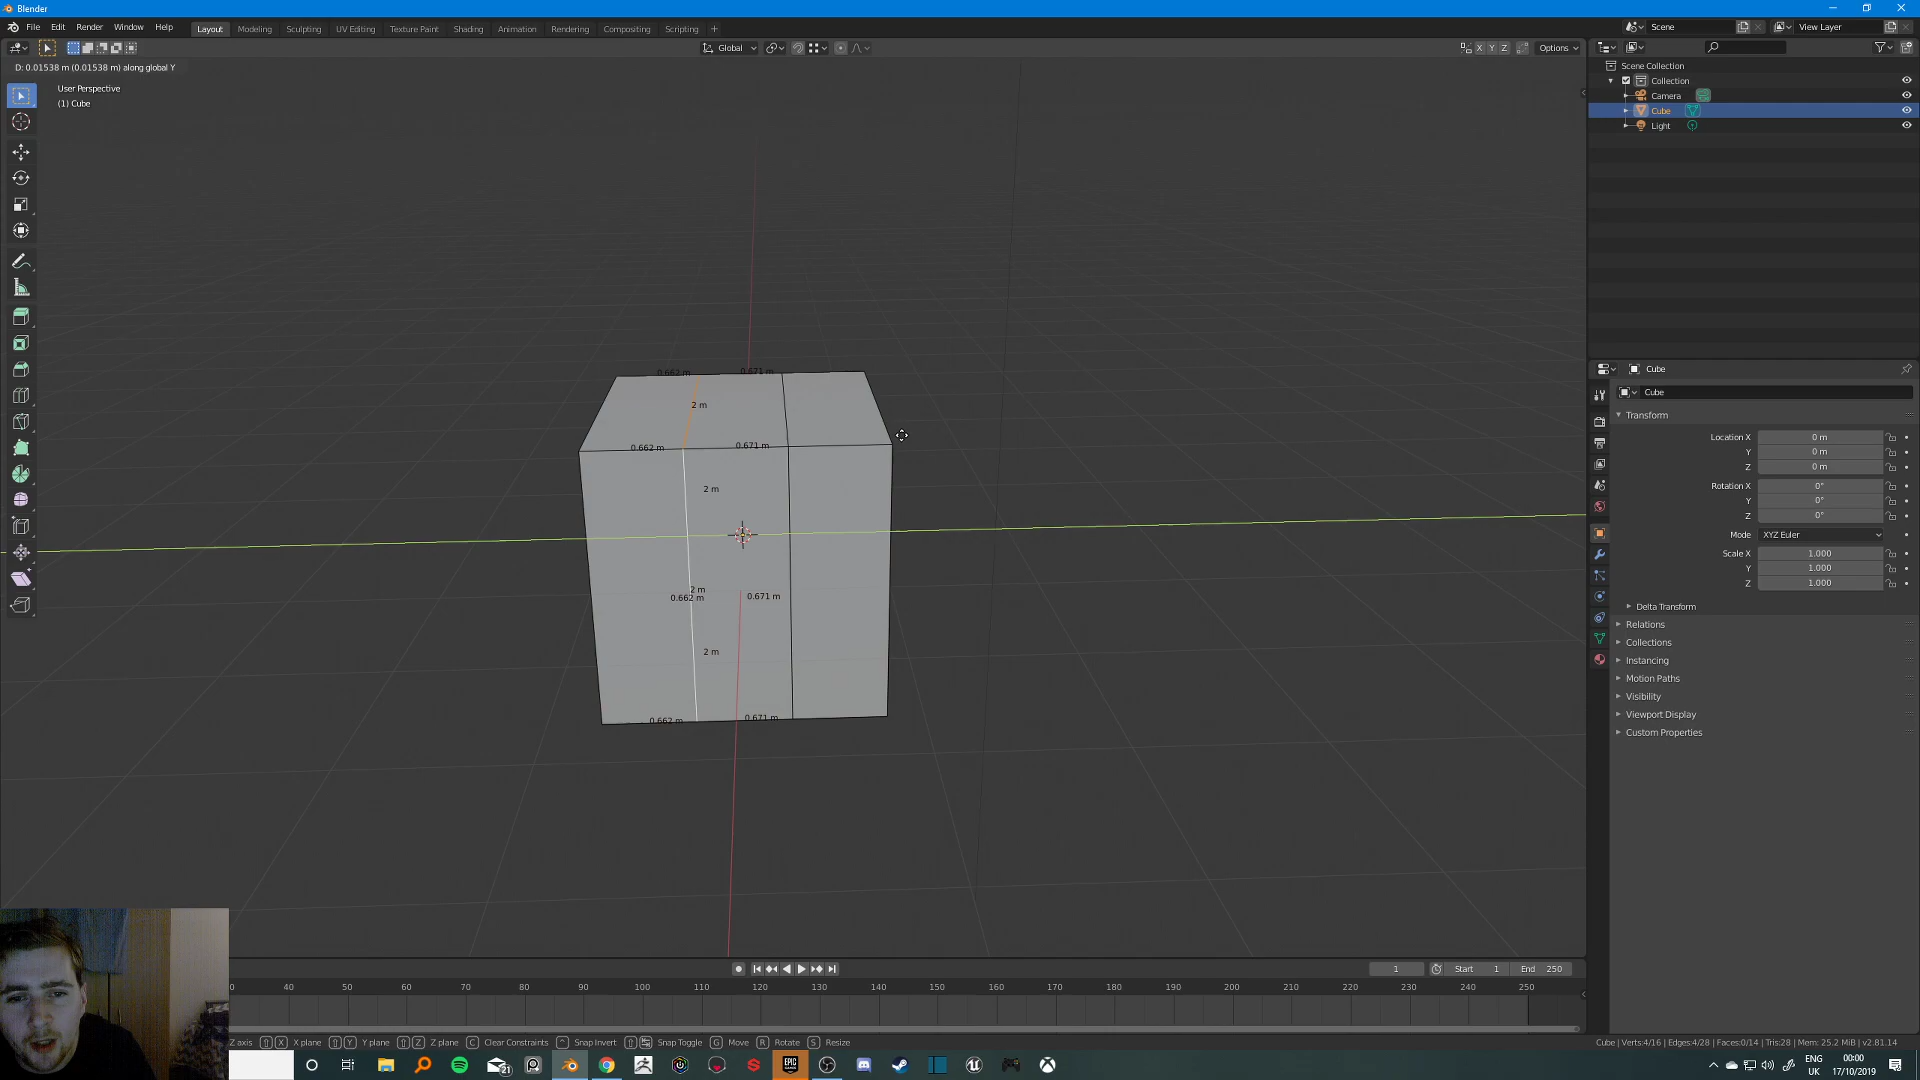 Blender
File Edit Render Window Help
Layout Modeling Sculpting UV Editing Texture Paint Shading Animation Rendering Compositing Scripting +
Scene
View Layer
Global
X Y Z
Options
D: 0.01538 m (0.01538 m) along global Y
User Perspective
(1) Cube
Scene Collection
Collection
Camera
Cube
Light
0.662 m 0.671 m
2 m
0.662 m 0.671 m
2 m
2 m
0.662 m 0.671 m
2 m
0.662 m 0.671 m
Cube
Cube
Transform
Location X 0 m
Y 0 m
Z 0 m
Rotation X 0°
Y 0°
Z 0°
Mode XYZ Euler
Scale X 1.000
Y 1.000
Z 1.000
Delta Transform
Relations
Collections
Instancing
Motion Paths
Visibility
Viewport Display
Custom Properties
1 Start 1 End 250
40 50 60 70 80 90 100 110 120 130 140 150 160 170 180 190 200 210 220 230 240 250
Z axis X X plane Y Y plane Z Z plane C Clear Constraints ^ Snap Invert Snap Toggle G Move R Rotate S Resize
Cube | Verts:4/16 | Edges:4/28 | Faces:0/14 | Tris:28 | Mem: 25.2 MiB | v2.81.14
21
EPIC GAMES
ENG
UK
00:00
17/10/2019